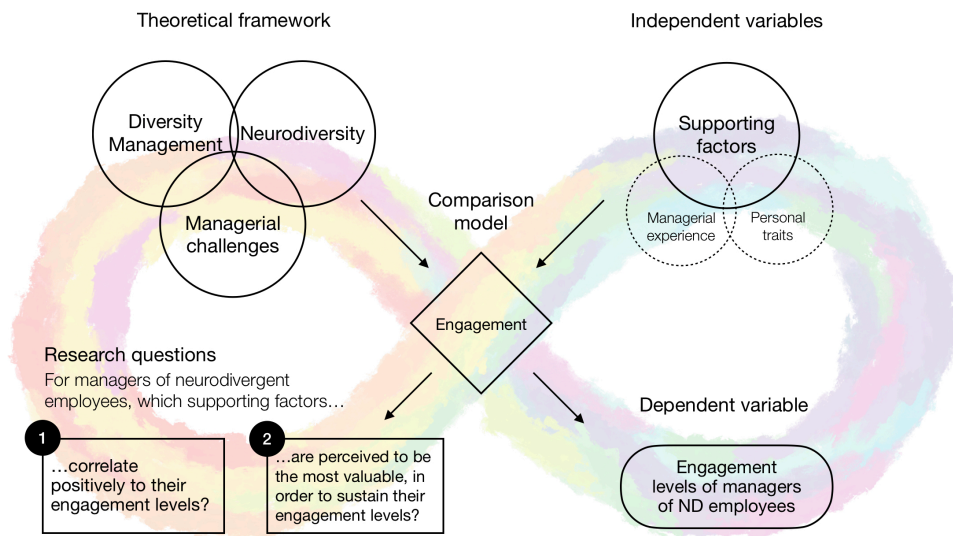 Theoretical framework
Independent variables
Diversity
Management
Neurodiversity
Managerial
challenges
Supporting
factors
Managerial
experience
Personal
traits
Comparison
model
Engagement
Research questions
For managers of neurodivergent
employees, which supporting factors…
1
…correlate
positively to their
engagement levels?
2
…are perceived to be
the most valuable, in
order to sustain their
engagement levels?
Dependent variable
Engagement
levels of managers
of ND employees